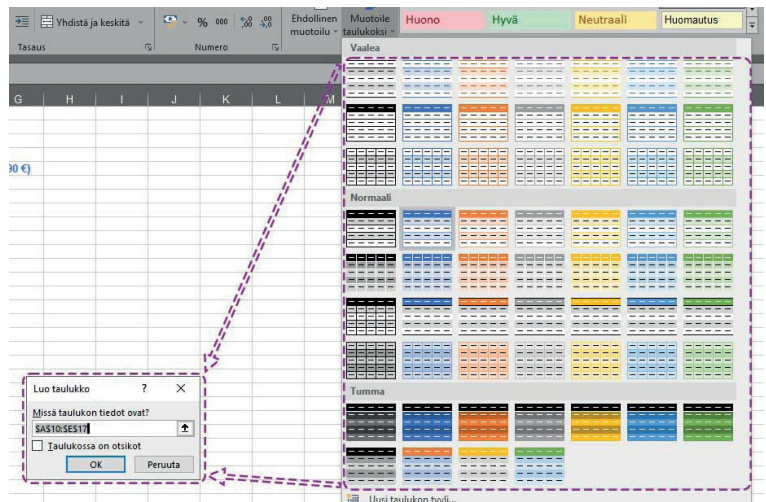 Yhdistä ja keskitä
% 000
Ehdollinen
muotoilu
Muotoile
taulukoksi
Huono
Hyvä
Neutraali
Huomautus
Tasaus
Numero
Vaalea
G H I J K L M
90 €)
Normaali
Tumma
Luo taulukko ? ×
Missä taulukon tiedot ovat?
$A$10:$E$17
Taulukossa on otsikot
OK Peruuta
Uusi taulukon tyyli...